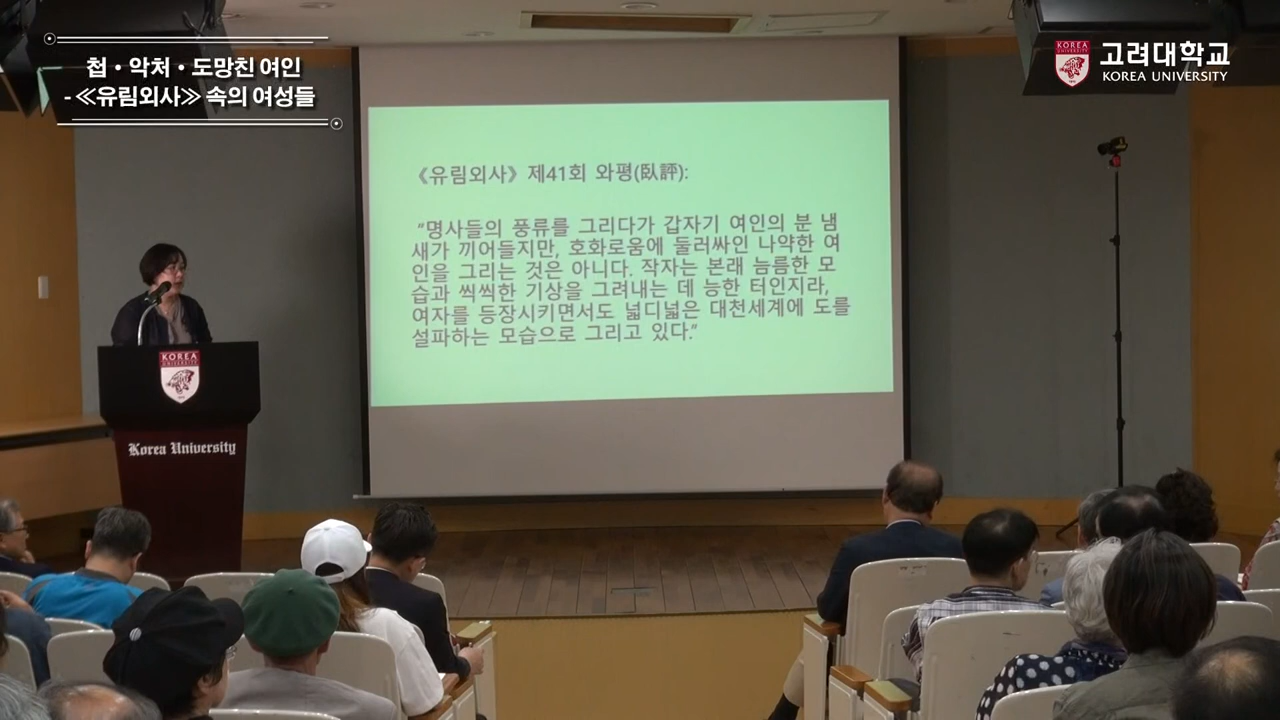 첩·악처·도망친 여인
-≪유림외사≫ 속의 여성들
KOREA
UNIVERSITY
고려대학교
KOREA UNIVERSITY
《유림외사》 제41회 와평(臥評):
"명사들의 풍류를 그리다가 갑자기 여인의 분 냄
새가 끼어들지만, 호화로움에 둘러싸인 나약한 여
인을 그리는 것은 아니다. 작자는 본래 늠름한 모
습과 씩씩한 기상을 그려내는 데 능한 터인지라,
여자를 등장시키면서도 넓디넓은 대천세계에 도를
설파하는 모습으로 그리고 있다."
KOREA
UNIVERSITY
Korea University